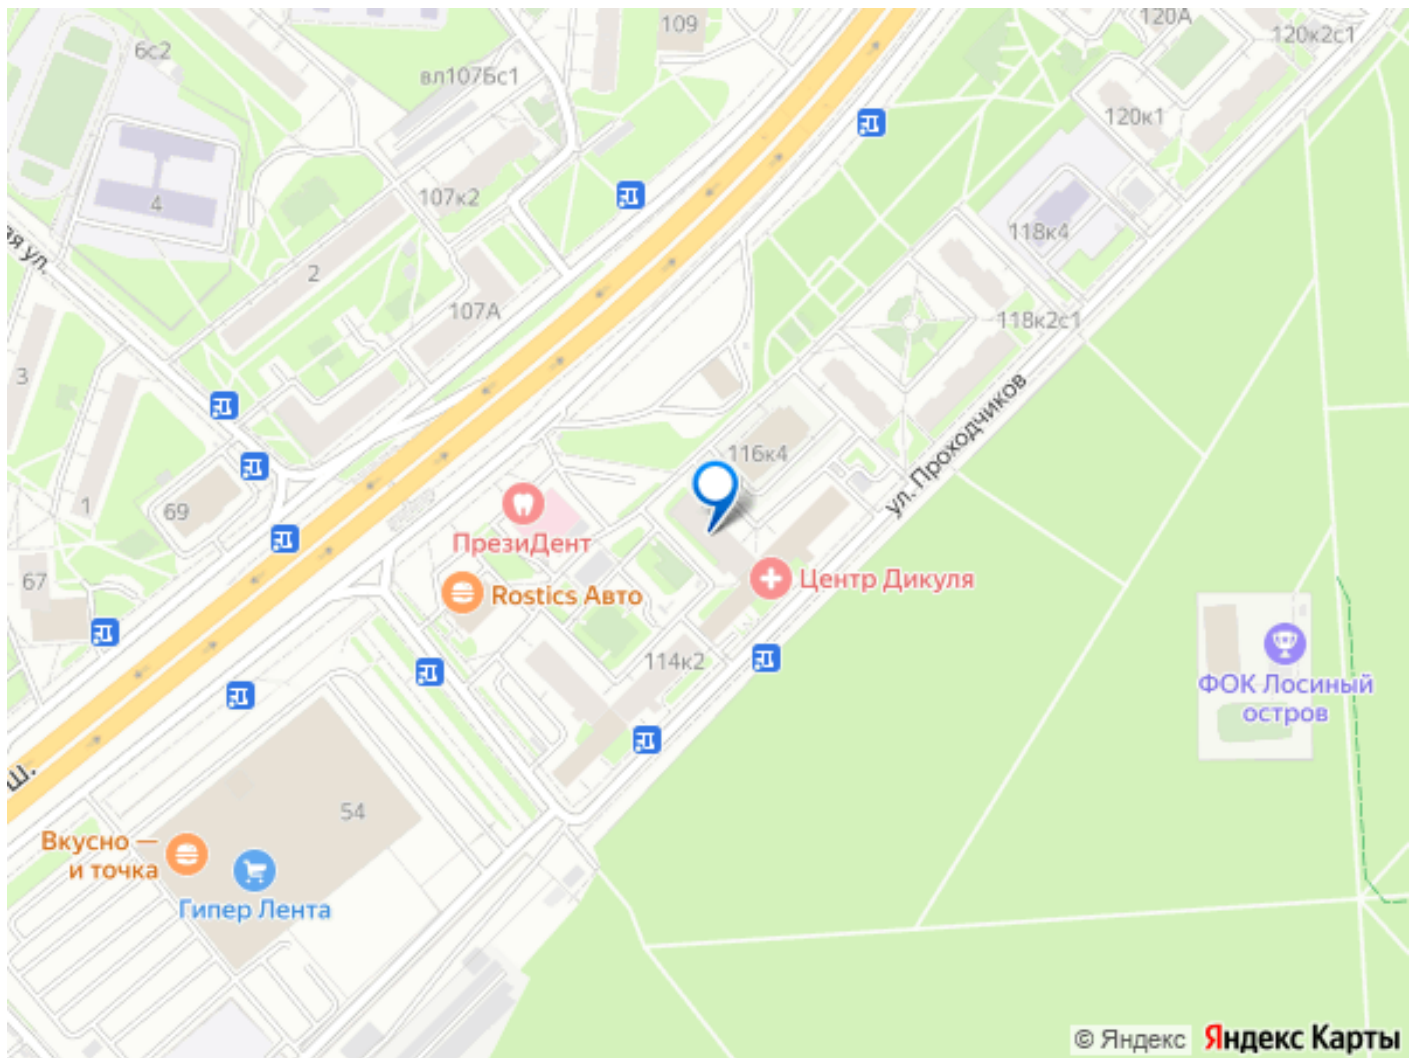 109
120А
120к2с1
6с2
вл107Бс1
120к1
107к2
4
118к4
ая ул.
2
107А
118к2с1
3
ул. Проходчиков
116к4
1
69
ПрезиДент
67
Rostics Авто
Центр Дикуля
114к2
ФОК Лосиный
остров
ш.
54
Вкусно —
и точка
Гипер Лента
© Яндекс Яндекс Карты